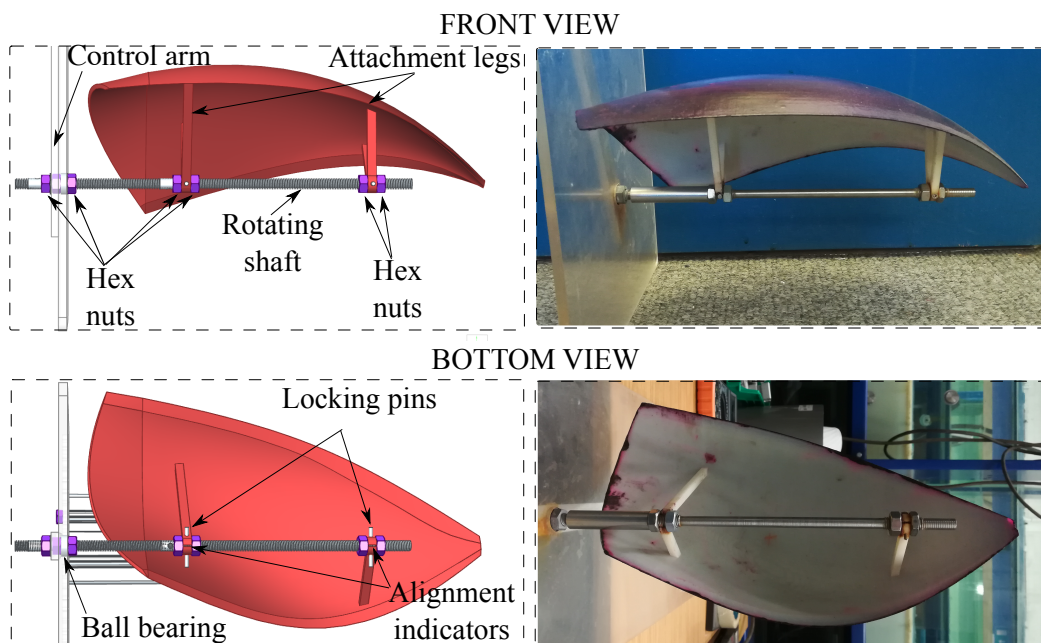 FRONT VIEW
Control arm
Attachment legs
Rotating
shaft
Hex
nuts
Hex
nuts
BOTTOM VIEW
Locking pins
Ball bearing
Alignment
indicators